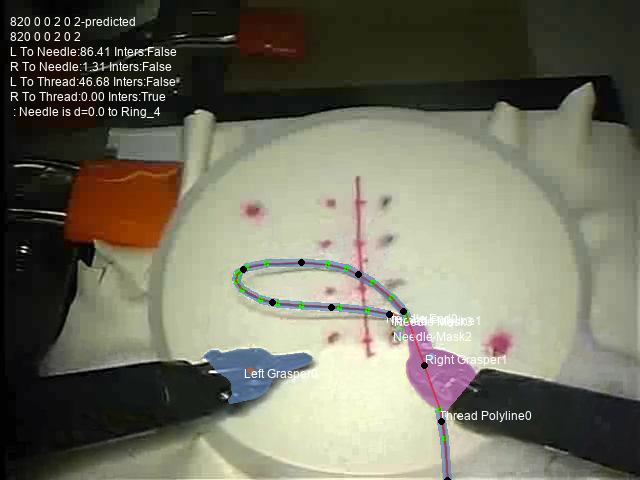 820 0 0 2 0 2-predicted
820 0 0 2 0 2
L To Needle:86.41 Inters:False
R To Needle:1.31 Inters:False
L To Thread:46.68 Inters:False
R To Thread:0.00 Inters:True
: Needle is d=0.0 to Ring_4
Needle Mask2
Right Grasper1
Left Grasper0
Thread Polyline0